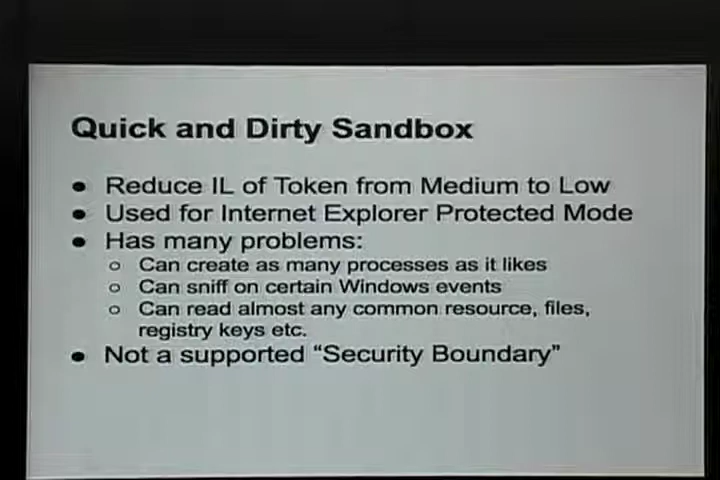 Quick and Dirty Sandbox
● Reduce IL of Token from Medium to Low
● Used for Internet Explorer Protected Mode
● Has many problems:
○ Can create as many processes as it likes
○ Can sniff on certain Windows events
○ Can read almost any common resource, files,
registry keys etc.
● Not a supported “Security Boundary”